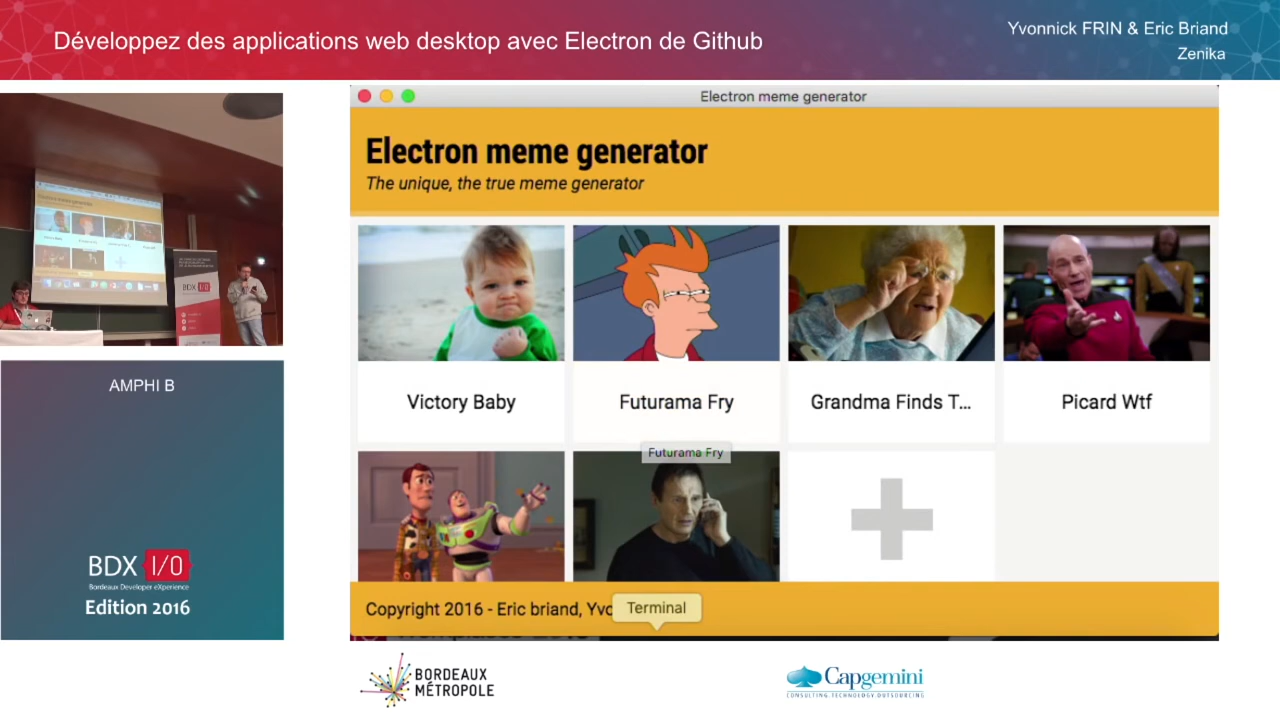 Développez des applications web desktop avec Electron de Github
Yvonnick FRIN & Eric Briand
Zenika
Electron meme generator
Electron meme generator
The unique, the true meme generator
Victory Baby
Futurama Fry
Grandma Finds T...
Picard Wtf
Futurama Fry
Copyright 2016 - Eric briand, Yvo
Terminal
AMPHI B
BDX I/O
BDX I/O
Bordeaux Developer eXperience
Edition 2016
BORDEAUX
MÉTROPOLE
Capgemini
CONSULTING.TECHNOLOGY.OUTSOURCING